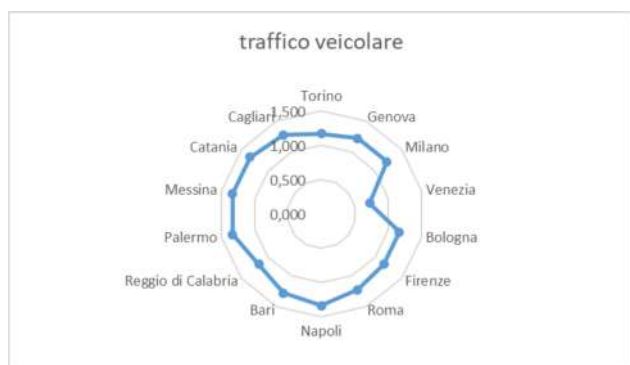 traffico veicolare
Torino
Genova
Milano
Venezia
Bologna
Firenze
Roma
Napoli
Bari
Reggio di Calabria
Palermo
Messina
Catania
Cagliari
1,500
1,000
0,500
0,000